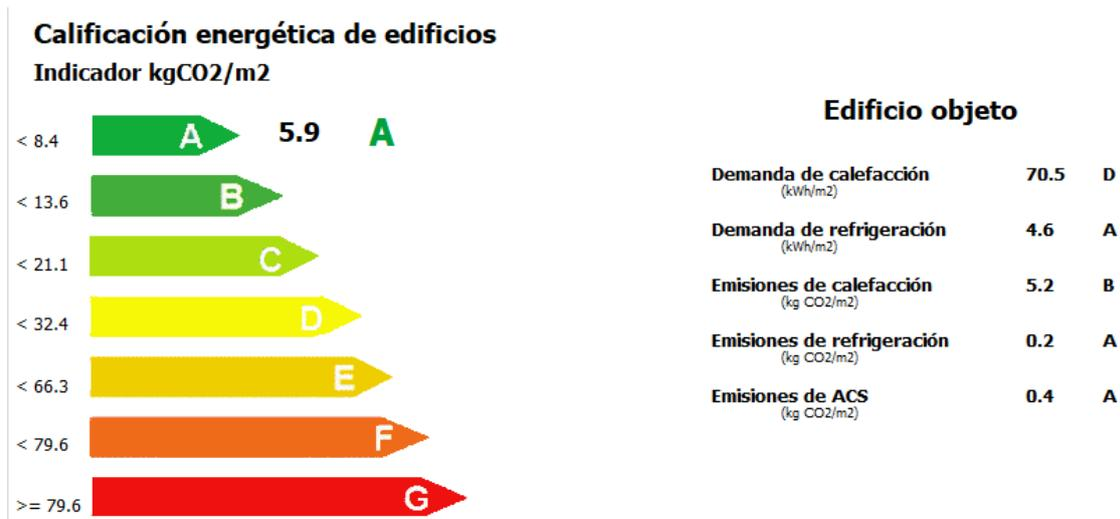 Calificación energética de edificios
Indicador kgCO2/m2
< 8.4 A 5.9 A
< 13.6 B
< 21.1 C
< 32.4 D
< 66.3 E
< 79.6 F
>= 79.6 G
Edificio objeto
Demanda de calefacción 70.5 D
(kWh/m2)
Demanda de refrigeración 4.6 A
(kWh/m2)
Emisiones de calefacción 5.2 B
(kg CO2/m2)
Emisiones de refrigeración 0.2 A
(kg CO2/m2)
Emisiones de ACS 0.4 A
(kg CO2/m2)